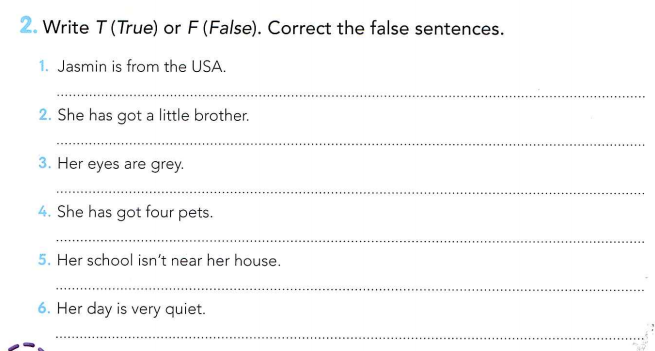 2. Write T (True) or F (False). Correct the false sentences.
1. Jasmin is from the USA.
2. She has got a little brother.
3. Her eyes are grey.
4. She has got four pets.
5. Her school isn't near her house.
6. Her day is very quiet.